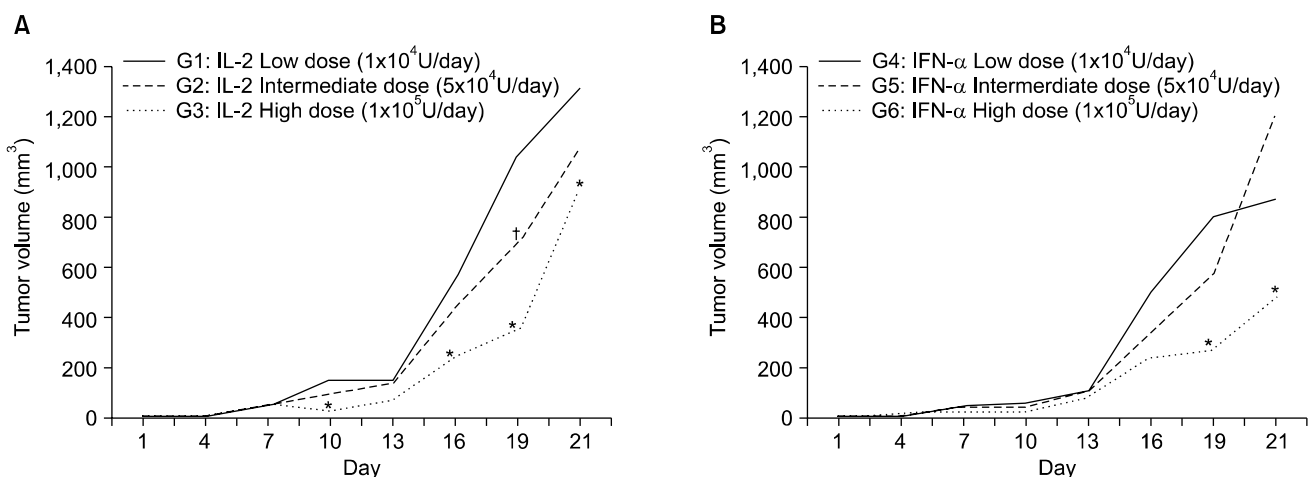 A
G1: IL-2 Low dose (1x10⁴U/day)
G2: IL-2 Intermediate dose (5x10⁴U/day)
G3: IL-2 High dose (1x10⁵U/day)
1,400
1,200
1,000
800
600
400
200
0
Tumor volume (mm³)
†
*
*
*
*
1 4 7 10 13 16 19 21
Day
B
G4: IFN-α Low dose (1x10⁴U/day)
G5: IFN-α Intermerdiate dose (5x10⁴U/day)
G6: IFN-α High dose (1x10⁵U/day)
1,400
1,200
1,000
800
600
400
200
0
Tumor volume (mm³)
*
*
1 4 7 10 13 16 19 21
Day